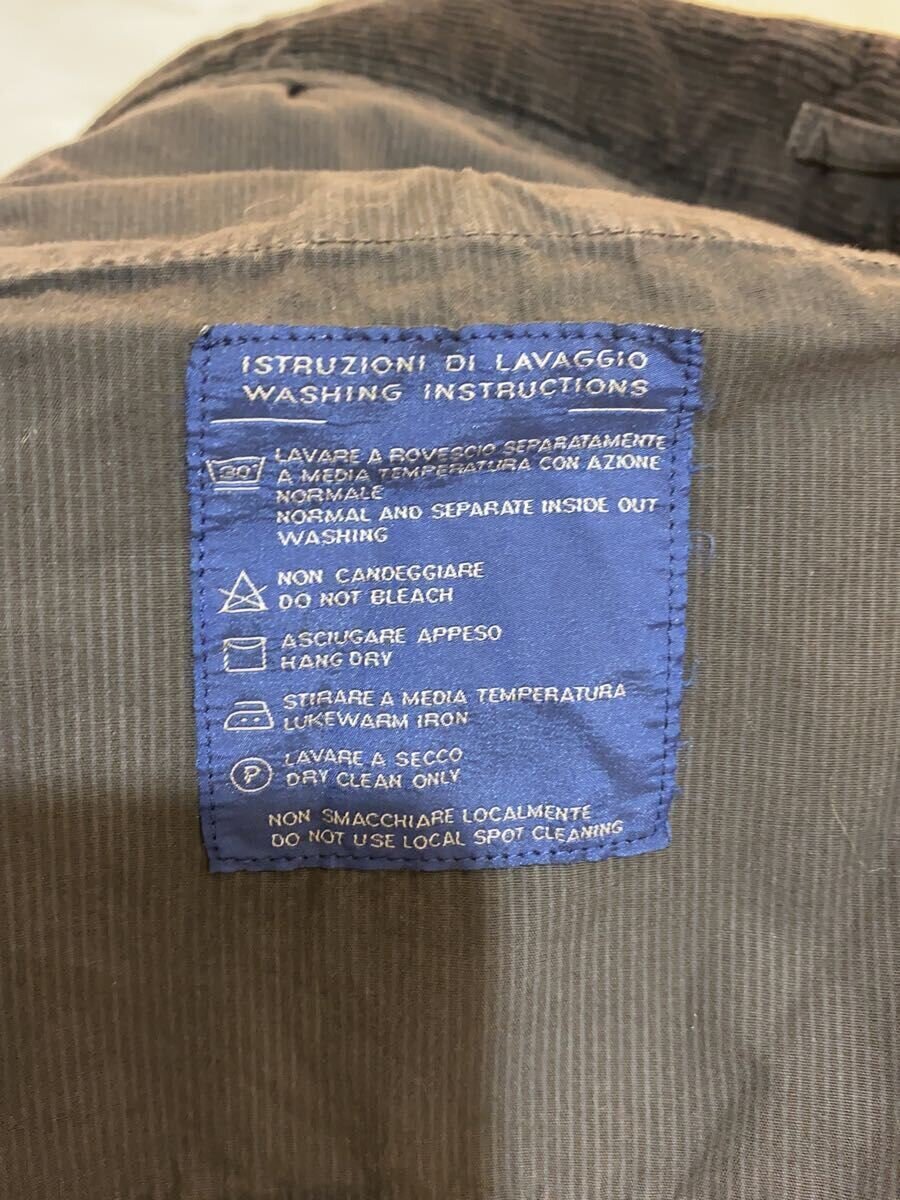 ISTRUZIONI DI LAVAGGIO
WASHING INSTRUCTIONS
30°
LAVARE A ROVESCIO SEPARATAMENTE
A MEDIA TEMPERATURA CON AZIONE
NORMALE
NORMAL AND SEPARATE INSIDE OUT
WASHING
NON CANDEGGIARE
DO NOT BLEACH
ASCIUGARE APPESO
HANG DRY
STIRARE A MEDIA TEMPERATURA
LUKEWARM IRON
P
LAVARE A SECCO
DRY CLEAN ONLY
NON SMACCHIARE LOCALMENTE
DO NOT USE LOCAL SPOT CLEANING